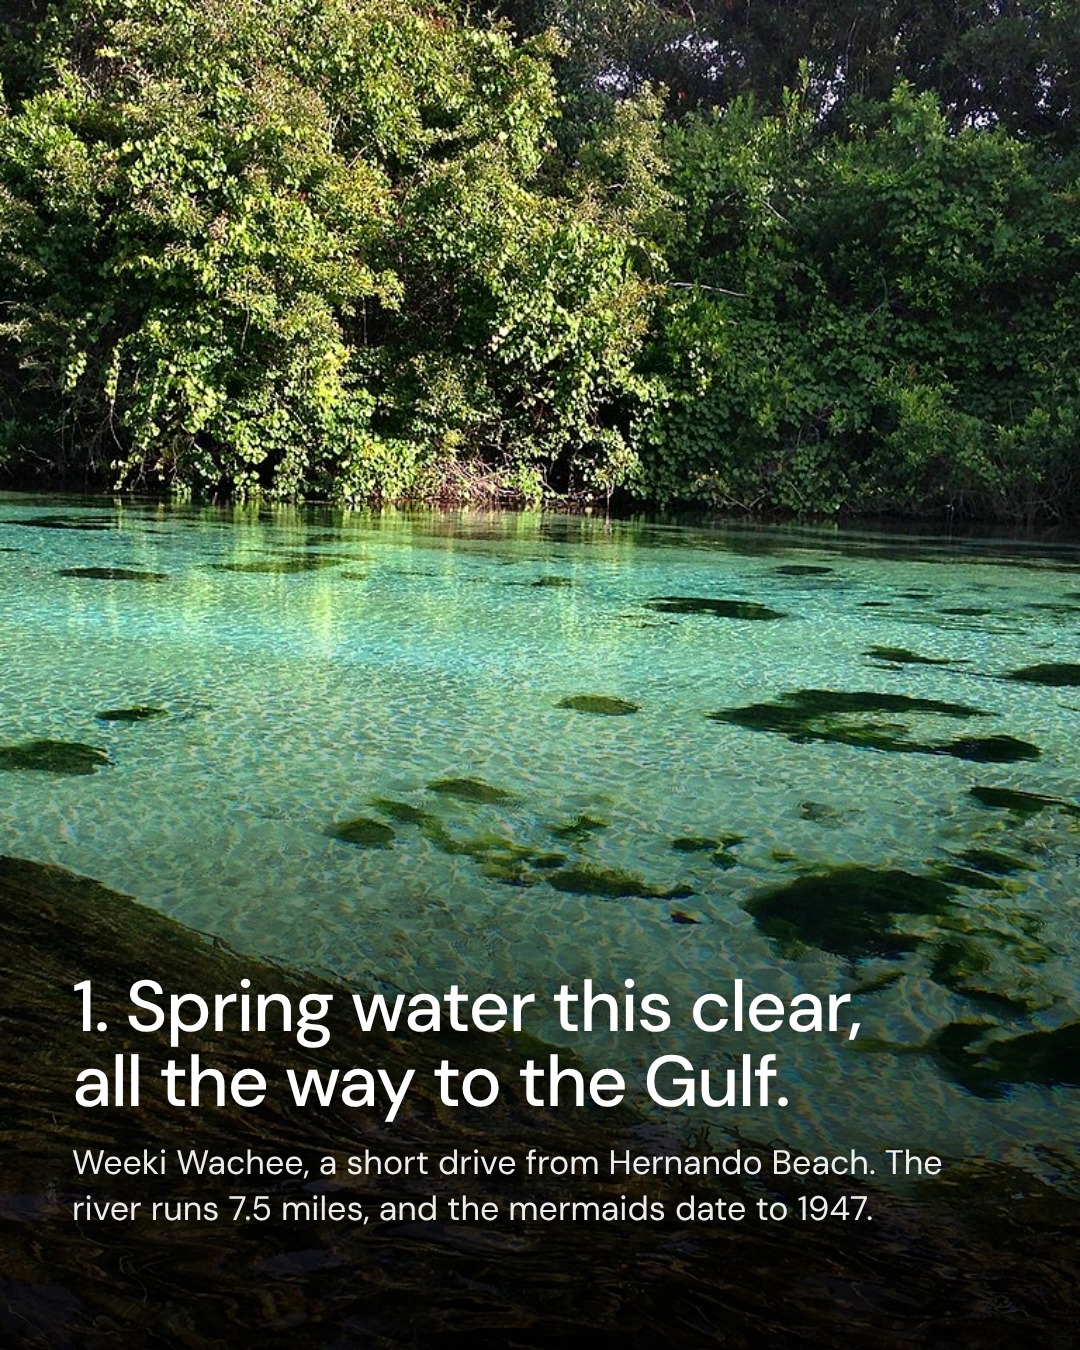 1. Spring water this clear,
all the way to the Gulf.
Weeki Wachee, a short drive from Hernando Beach. The
river runs 7.5 miles, and the mermaids date to 1947.